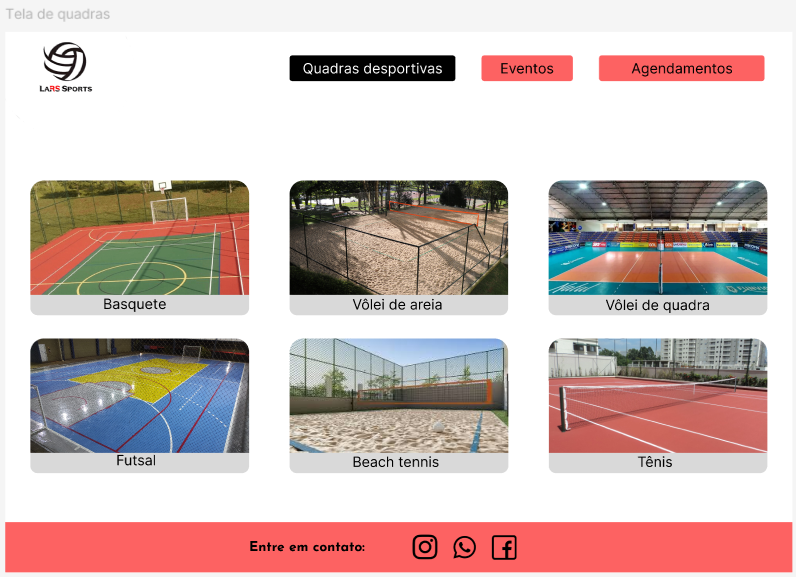 Tela de quadras
LARS SPORTS
Quadras desportivas
Eventos
Agendamentos
Basquete
Vôlei de areia
Vôlei de quadra
Futsal
Beach tennis
Tênis
Entre em contato: